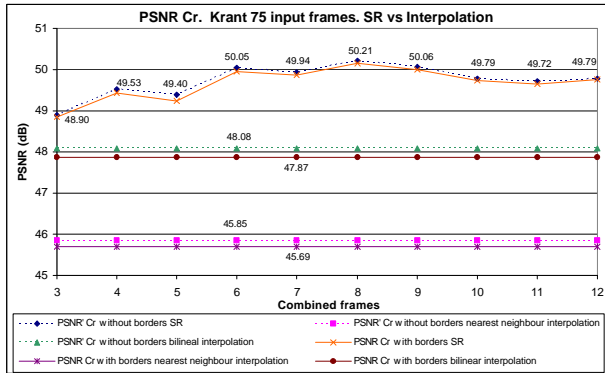 PSNR Cr. Krant 75 input frames. SR vs Interpolation
PSNR (dB)
51
50
49
48
47
46
45
48.90
49.53
49.40
50.05
49.94
50.21
50.06
49.79
49.72
49.79
48.08
47.87
45.85
45.69
3 4 5 6 7 8 9 10 11 12
Combined frames
PSNR' Cr without borders SR
PSNR' Cr without borders nearest neighbour interpolation
PSNR' Cr without borders bilineal interpolation
PSNR Cr with borders SR
PSNR Cr with borders nearest neighbour interpolation
PSNR Cr with borders bilineal interpolation